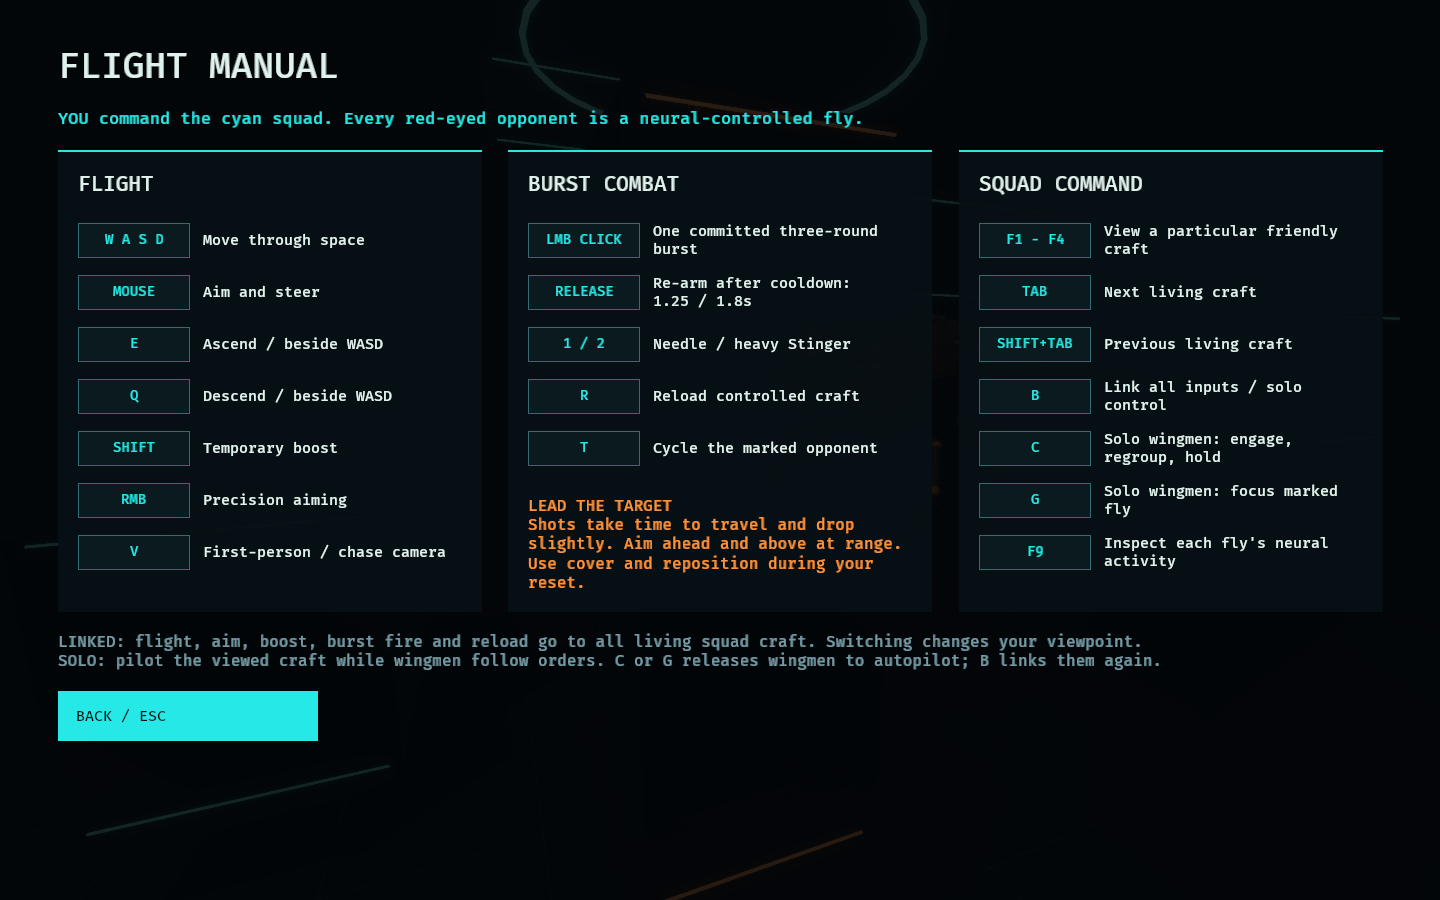 FLIGHT MANUAL
YOU command the cyan squad. Every red-eyed opponent is a neural-controlled fly.
FLIGHT
W A S D Move through space
MOUSE Aim and steer
E Ascend / beside WASD
Q Descend / beside WASD
SHIFT Temporary boost
RMB Precision aiming
V First-person / chase camera
BURST COMBAT
LMB CLICK One committed three-round
burst
RELEASE Re-arm after cooldown:
1.25 / 1.8s
1 / 2 Needle / heavy Stinger
R Reload controlled craft
T Cycle the marked opponent
LEAD THE TARGET
Shots take time to travel and drop
slightly. Aim ahead and above at range.
Use cover and reposition during your
reset.
SQUAD COMMAND
F1 - F4 View a particular friendly
craft
TAB Next living craft
SHIFT+TAB Previous living craft
B Link all inputs / solo
control
C Solo wingmen: engage,
regroup, hold
G Solo wingmen: focus marked
fly
F9 Inspect each fly's neural
activity
LINKED: flight, aim, boost, burst fire and reload go to all living squad craft. Switching changes your viewpoint.
SOLO: pilot the viewed craft while wingmen follow orders. C or G releases wingmen to autopilot; B links them again.
BACK / ESC